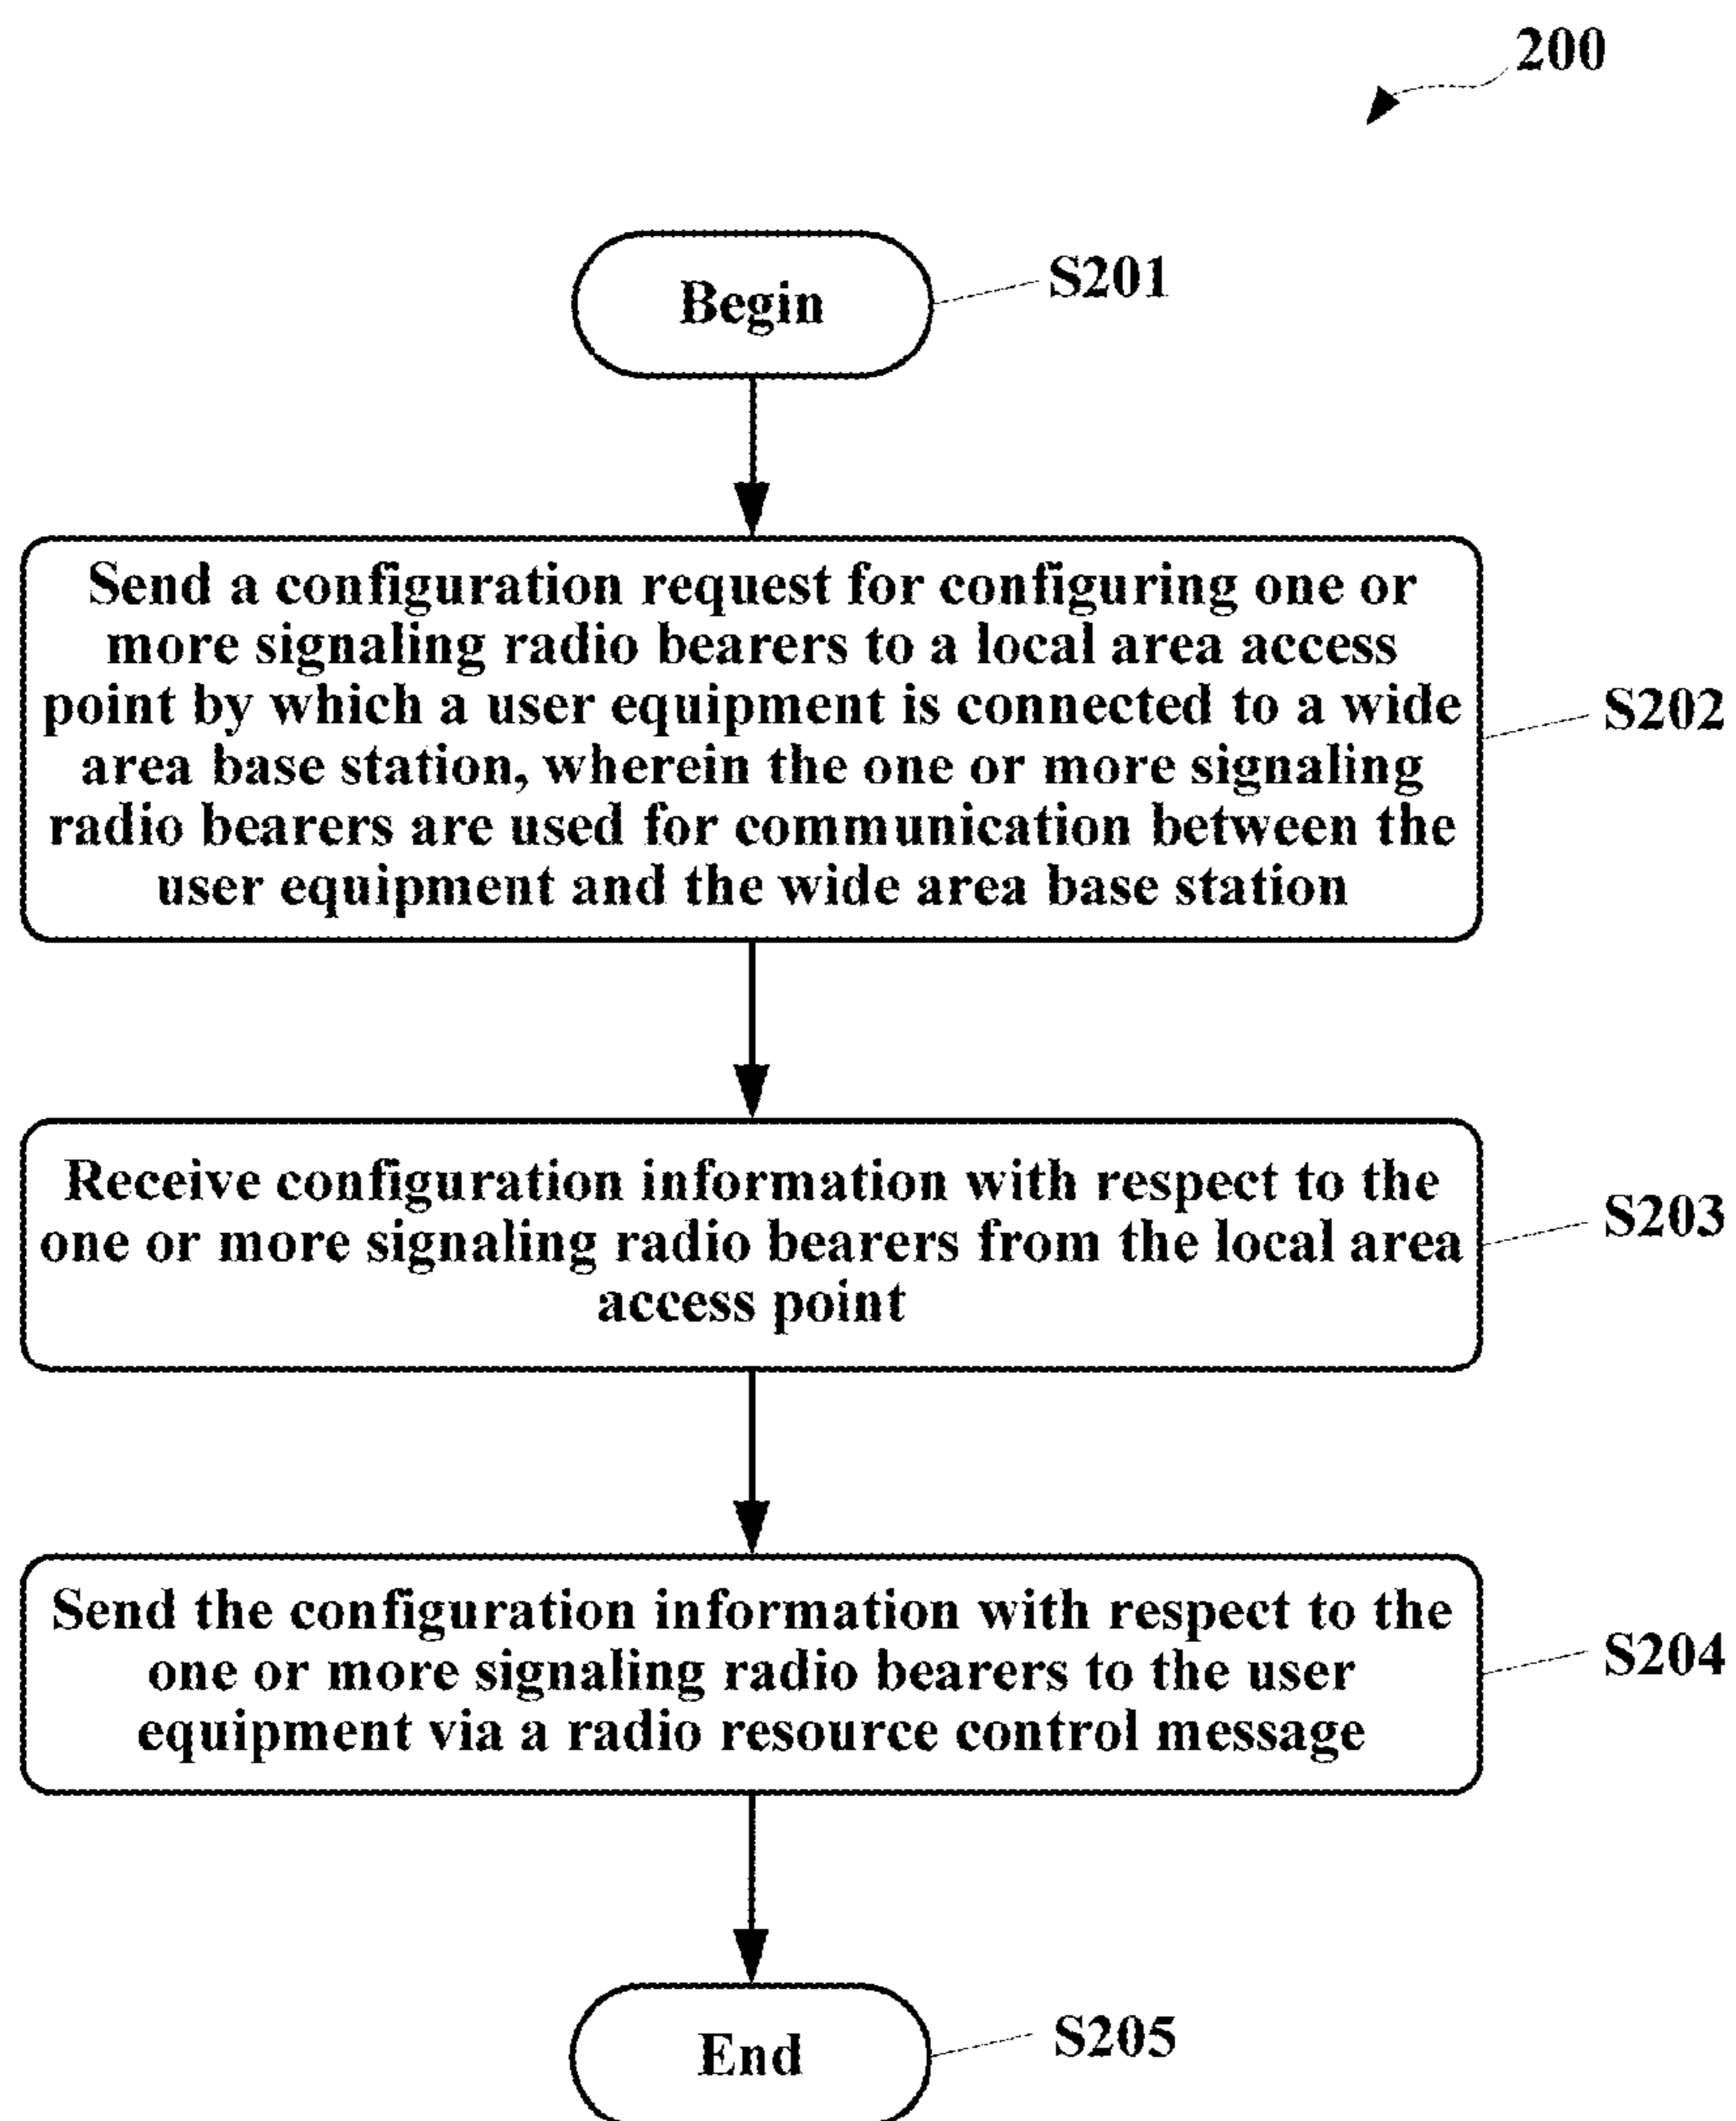 200
Begin
S201
Send a configuration request for configuring one or
more signaling radio bearers to a local area access
point by which a user equipment is connected to a wide
area base station, wherein the one or more signaling
radio bearers are used for communication between the
user equipment and the wide area base station
S202
Receive configuration information with respect to the
one or more signaling radio bearers from the local area
access point
S203
Send the configuration information with respect to the
one or more signaling radio bearers to the user
equipment via a radio resource control message
S204
End
S205